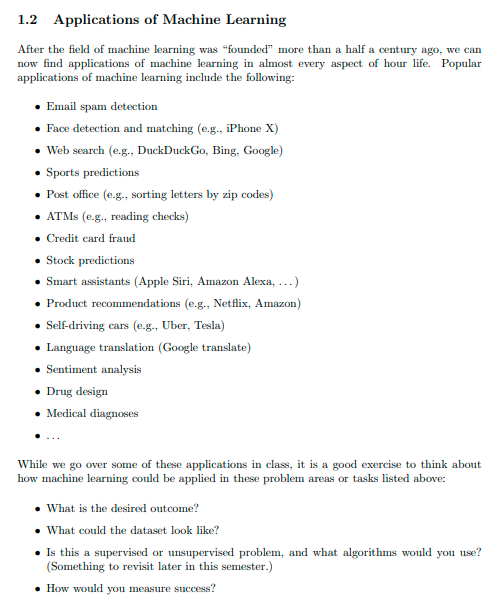 1.2 Applications of Machine Learning
After the field of machine learning was “founded” more than a half a century ago, we can
now find applications of machine learning in almost every aspect of hour life. Popular
applications of machine learning include the following:
• Email spam detection
• Face detection and matching (e.g., iPhone X)
• Web search (e.g., DuckDuckGo, Bing, Google)
• Sports predictions
• Post office (e.g., sorting letters by zip codes)
• ATMs (e.g., reading checks)
• Credit card fraud
• Stock predictions
• Smart assistants (Apple Siri, Amazon Alexa, . . . )
• Product recommendations (e.g., Netflix, Amazon)
• Self-driving cars (e.g., Uber, Tesla)
• Language translation (Google translate)
• Sentiment analysis
• Drug design
• Medical diagnoses
• . . .
While we go over some of these applications in class, it is a good exercise to think about
how machine learning could be applied in these problem areas or tasks listed above:
• What is the desired outcome?
• What could the dataset look like?
• Is this a supervised or unsupervised problem, and what algorithms would you use?
(Something to revisit later in this semester.)
• How would you measure success?